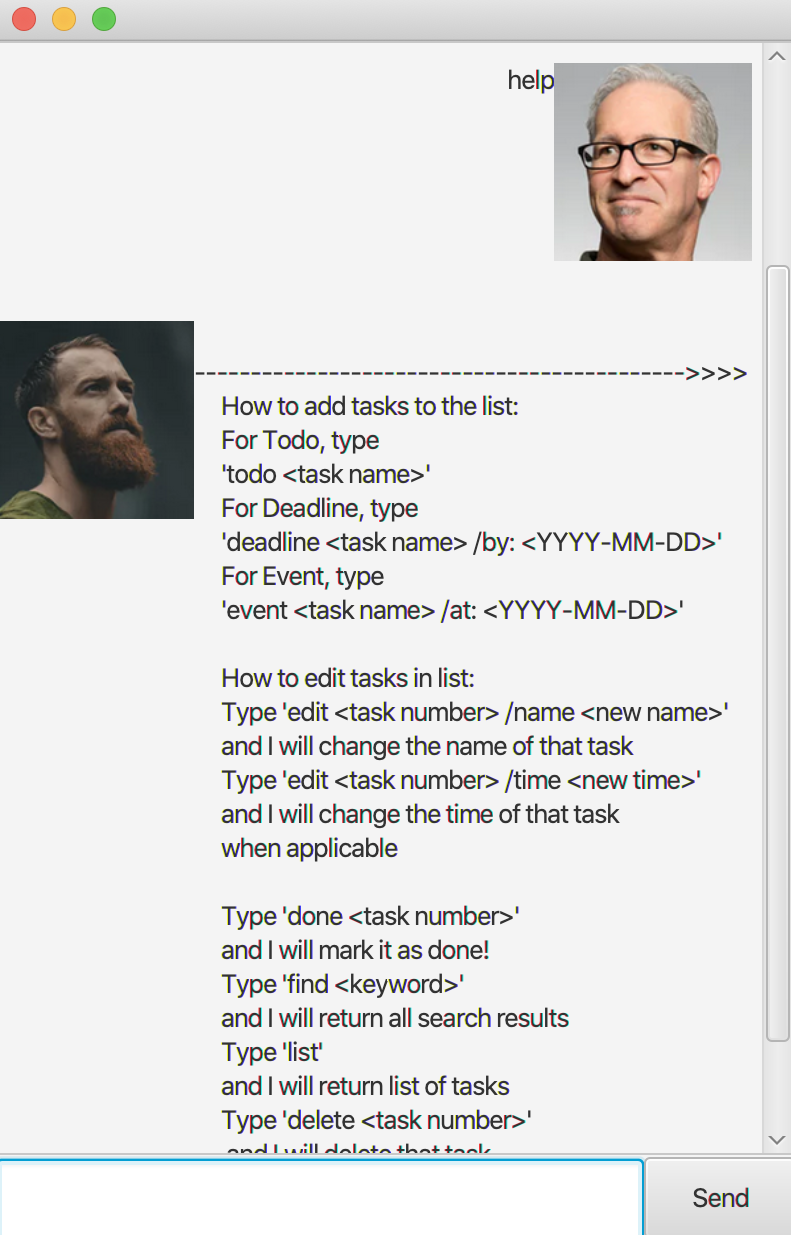 help
------------------------------------------->>>>
How to add tasks to the list:
For Todo, type
'todo <task name>'
For Deadline, type
'deadline <task name> /by: <YYYY-MM-DD>'
For Event, type
'event <task name> /at: <YYYY-MM-DD>'
How to edit tasks in list:
Type 'edit <task number> /name <new name>'
and I will change the name of that task
Type 'edit <task number> /time <new time>'
and I will change the time of that task
when applicable
Type 'done <task number>'
and I will mark it as done!
Type 'find <keyword>'
and I will return all search results
Type 'list'
and I will return list of tasks
Type 'delete <task number>'
and I will delete that task
Send